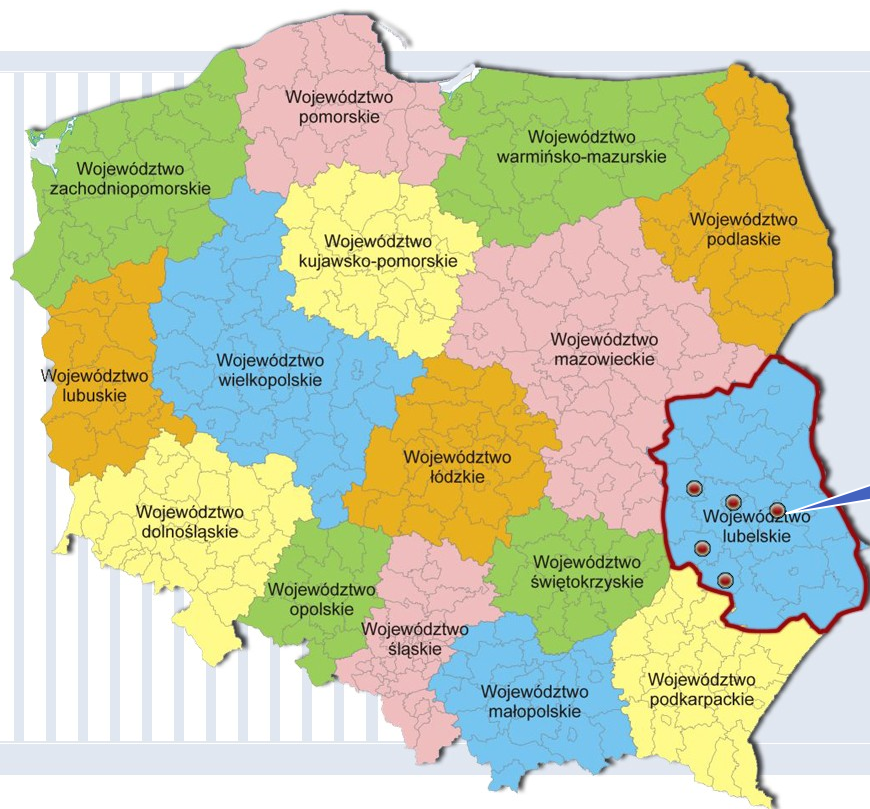 Województwo
pomorskie
Województwo
warmińsko-mazurskie
Województwo
zachodniopomorskie
Województwo
podlaskie
Województwo
kujawsko-pomorskie
Województwo
mazowieckie
Województwo
wielkopolskie
Województwo
lubuskie
Województwo
łódzkie
Województwo
dolnośląskie
Województwo
lubelskie
Województwo
świętokrzyskie
Województwo
opolskie
Województwo
śląskie
Województwo
małopolskie
Województwo
podkarpackie